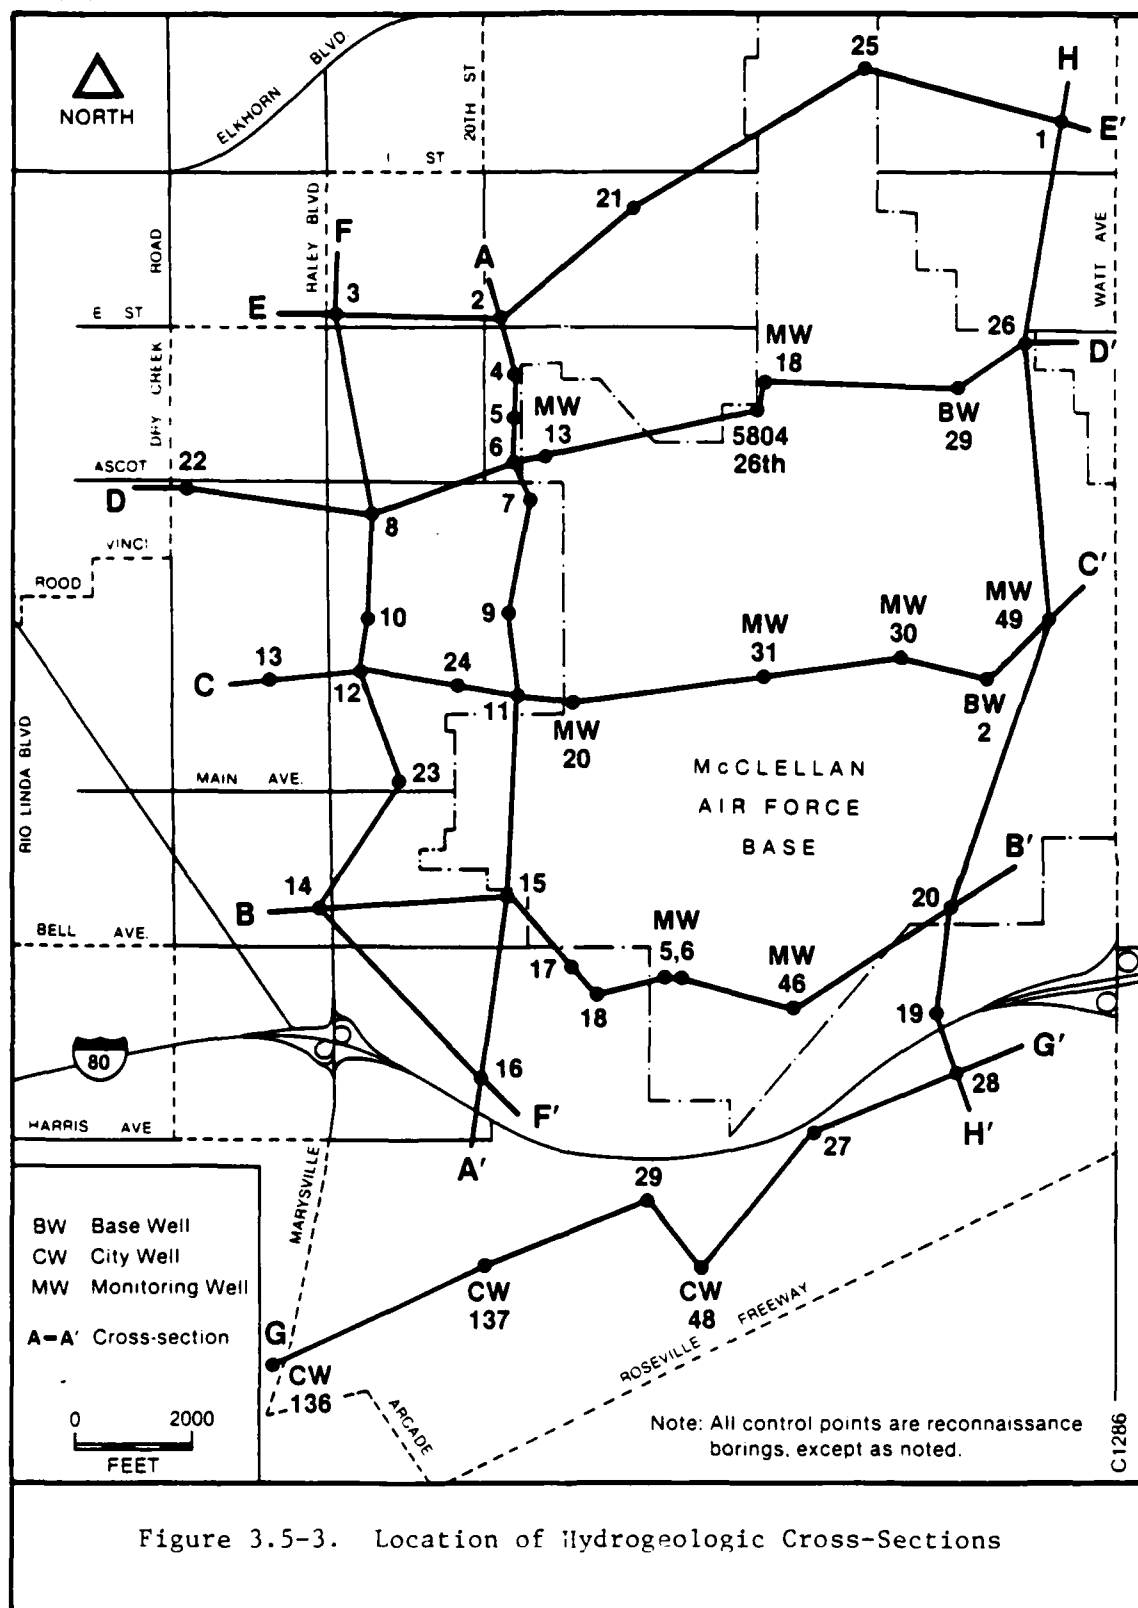 25
H
NORTH
ELKHORN BLVD.
20TH ST
1
E'
I ST
21
HALEY BLVD
ROAD
F
A
WATT AVE
E
3
2
E ST
26
D'
MW
18
4
DRY CREEK
5
MW
13
BW
29
5804
26th
6
ASCOT
22
D
7
8
VINCI
ROOD
C'
MW
49
10
9
MW
30
MW
31
13
24
C
12
11
BW
2
MW
20
RIO LINDA BLVD
23
MAIN AVE.
McCLELLAN
AIR FORCE
BASE
B'
14
15
20
B
BELL AVE.
MW
5,6
MW
46
17
18
19
G'
80
16
28
F'
HARRIS AVE
H'
27
A'
29
MARYSVILLE
BW Base Well
CW City Well
MW Monitoring Well
A-A' Cross-section
CW
137
CW
48
ROSEVILLE FREEWAY
G
CW
136
ARCADE
0 2000
FEET
Note: All control points are reconnaissance
borings, except as noted.
C1286
Figure 3.5-3. Location of Hydrogeologic Cross-Sections